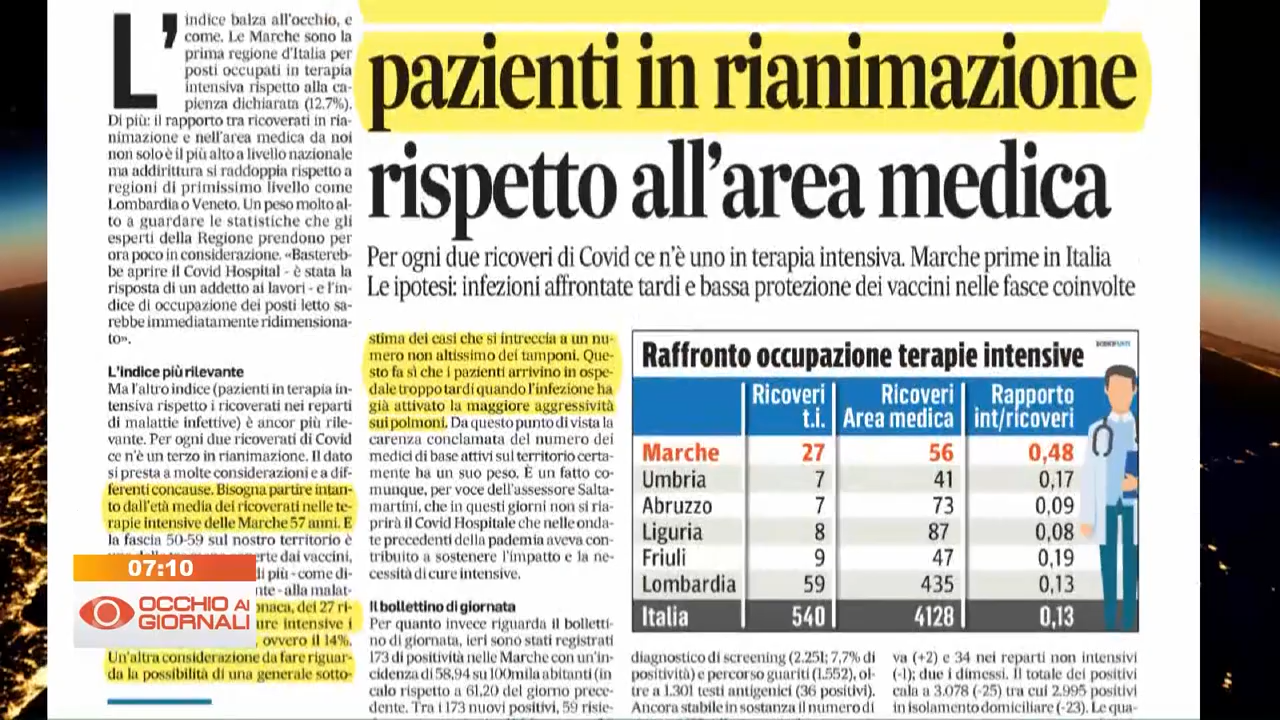 pazienti in rianimazione
rispetto all'area medica
Per ogni due ricoveri di Covid ce n'è uno in terapia intensiva. Marche prime in Italia
Le ipotesi: infezioni affrontate tardi e bassa protezione dei vaccini nelle fasce coinvolte
L'indice balza all'occhio, e
come. Le Marche sono la
prima regione d'Italia per
posti occupati in terapia
intensiva rispetto alla ca-
pienza dichiarata (12.7%).
Di più: il rapporto tra ricoverati in ria-
nimazione e nell'area medica da noi
non solo è il più alto a livello nazionale
ma addirittura si raddoppia rispetto a
regioni di primissimo livello come
Lombardia o Veneto. Un peso molto al-
to a guardare le statistiche che gli
esperti della Regione prendono per
ora poco in considerazione. «Bastereb-
be aprire il Covid Hospital - è stata la
risposta di un addetto ai lavori - e l'in-
dice di occupazione dei posti letto sa-
rebbe immediatamente ridimensiona-
to».
L'indice più rilevante
Ma l'altro indice (pazienti in terapia in-
tensiva rispetto i ricoverati nei reparti
di malattie infettive) è ancor più rile-
vante. Per ogni due ricoverati di Covid
ce n'è un terzo in rianimazione. Il dato
si presta a molte considerazioni e a dif-
ferenti concause. Bisogna partire intan-
to dall'età media dei ricoverati nelle te-
rapie intensive delle Marche 57 anni. E
la fascia 50-59 sul nostro territorio è
erte dai vaccini,
di più - come di-
nte - alla malat-
onaca, dei 27 ri-
ure intensive i
, ovvero il 14%.
Un'altra considerazione da fare riguar-
da la possibilità di una generale sotto-
stima dei casi che si intreccia a un nu-
mero non altissimo dei tamponi. Que-
sto fa sì che i pazienti arrivino in ospe-
dale troppo tardi quando l'infezione ha
già attivato la maggiore aggressività
sui polmoni. Da questo punto di vista la
carenza conclamata del numero dei
medici di base attivi sul territorio certa-
mente ha un suo peso. È un fatto co-
munque, per voce dell'assessore Salta-
martini, che in questi giorni non si ria-
prirà il Covid Hospitale che nelle onda-
te precedenti della pademia aveva con-
tribuito a sostenere l'impatto e la ne-
cessità di cure intensive.
Il bollettino di giornata
Per quanto invece riguarda il bolletti-
no di giornata, ieri sono stati registrati
173 di positività nelle Marche con un'in-
cidenza di 58,94 su 100mila abitanti (in
calo rispetto a 61,20 del giorno prece-
dente. Tra i 173 nuovi positivi, 59 risie-
Raffronto occupazione terapie intensive
Ricoveri t.i. Ricoveri Area medica Rapporto int/ricoveri
Marche 27 56 0,48
Umbria 7 41 0,17
Abruzzo 7 73 0,09
Liguria 8 87 0,08
Friuli 9 47 0,19
Lombardia 59 435 0,13
Italia 540 4128 0,13
diagnostico di screening (2.251; 7,7% di
positività) e percorso guariti (1.552), ol-
tre a 1.301 testi antigenici (36 positivi).
Ancora stabile in sostanza il numero di
va (+2) e 34 nei reparti non intensivi
(-1); due i dimessi. Il totale dei positivi
cala a 3.078 (-25) tra cui 2.995 positivi
in isolamento domiciliare (-23). Le qua-
07:10
OCCHIO AI
GIORNALI